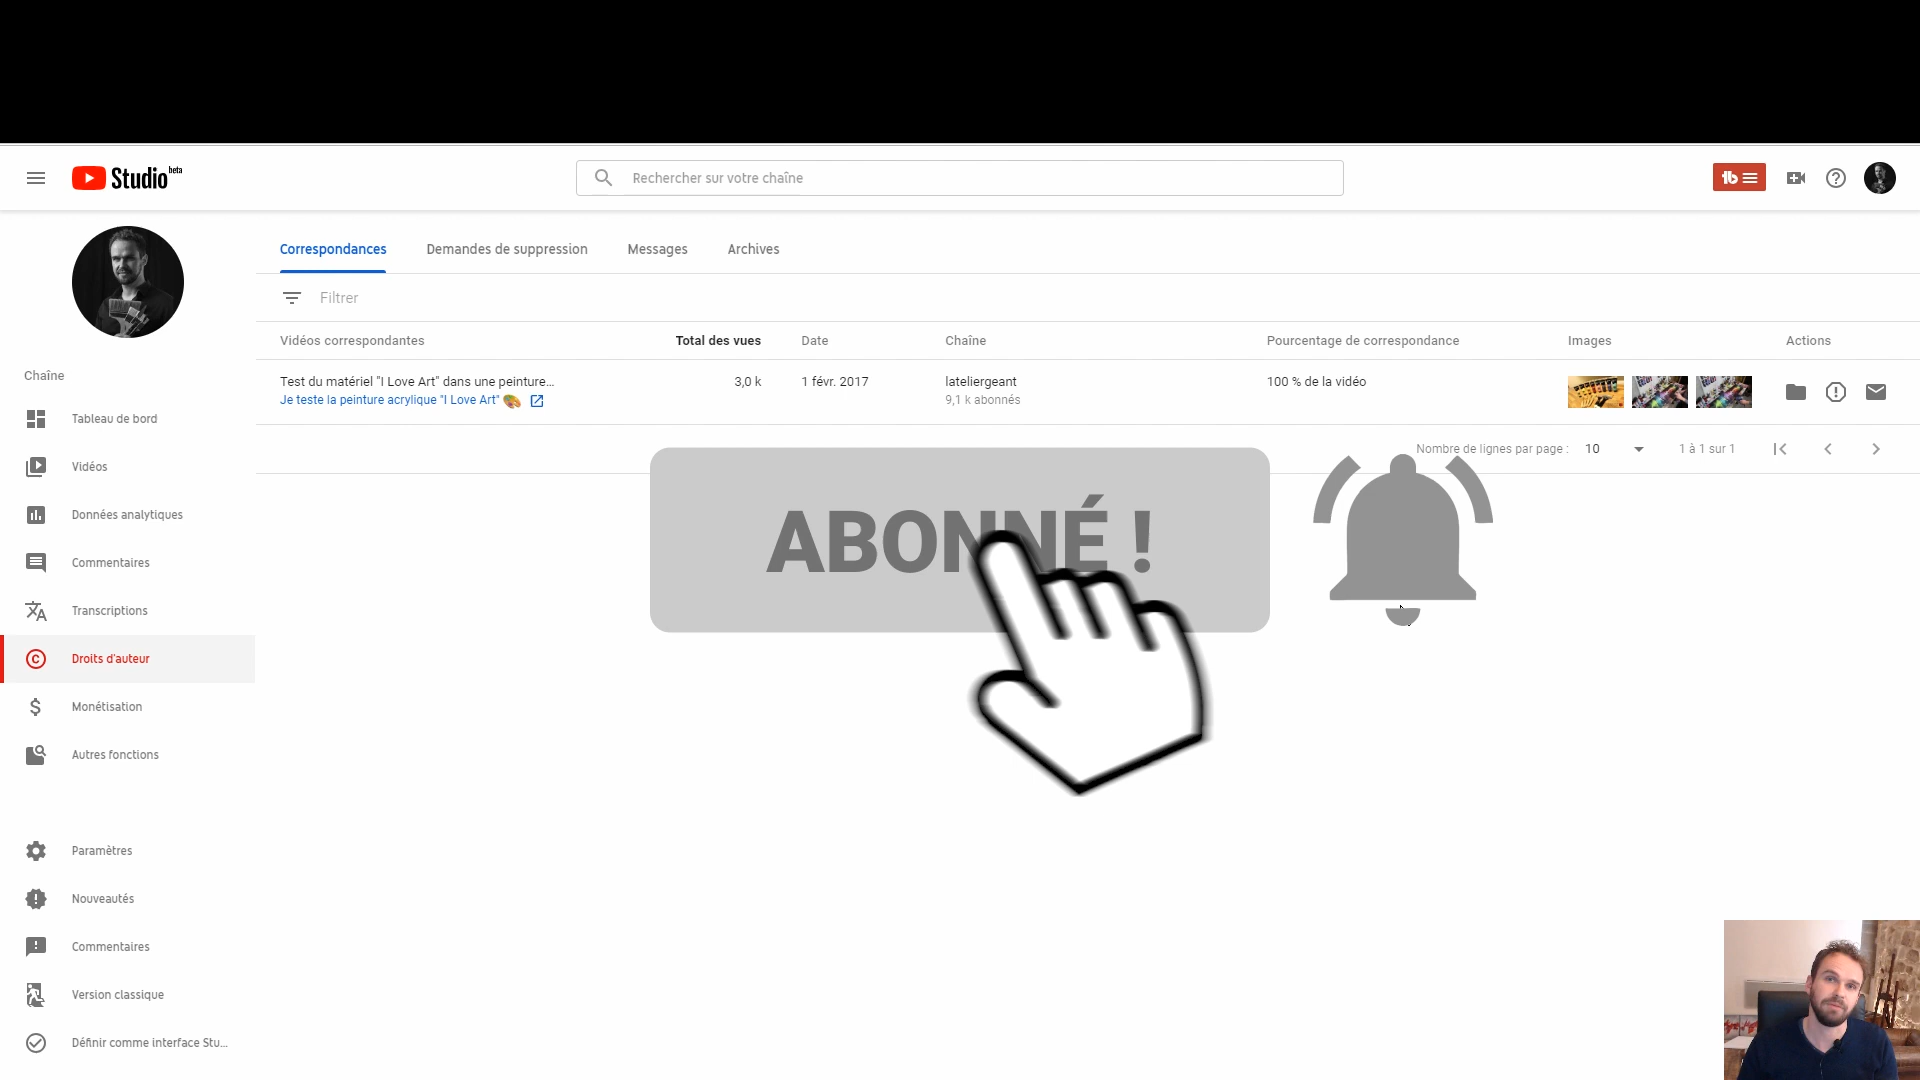 Studio beta
Rechercher sur votre chaîne
Correspondances Demandes de suppression Messages Archives
Filtrer
Vidéos correspondantes Total des vues Date Chaîne Pourcentage de correspondance Images Actions
Test du matériel "I Love Art" dans une peinture... 3,0 k 1 févr. 2017 lateliergeant 100 % de la vidéo
Je teste la peinture acrylique "I Love Art" 9,1 k abonnés
Nombre de lignes par page : 10 1 à 1 sur 1
ABONNÉ !
Chaîne
Tableau de bord
Vidéos
Données analytiques
Commentaires
Transcriptions
Droits d'auteur
Monétisation
Autres fonctions
Paramètres
Nouveautés
Commentaires
Version classique
Définir comme interface Stu...